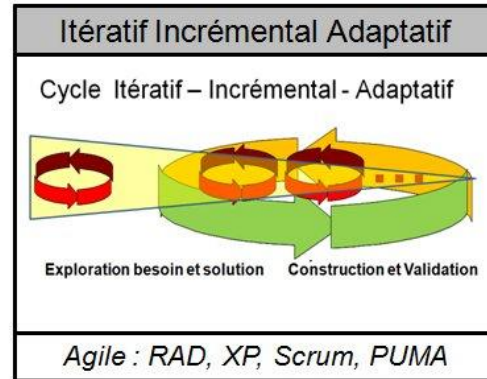 Itératif Incrémental Adaptatif
Cycle Itératif – Incrémental - Adaptatif
Exploration besoin et solution Construction et Validation
Agile : RAD, XP, Scrum, PUMA